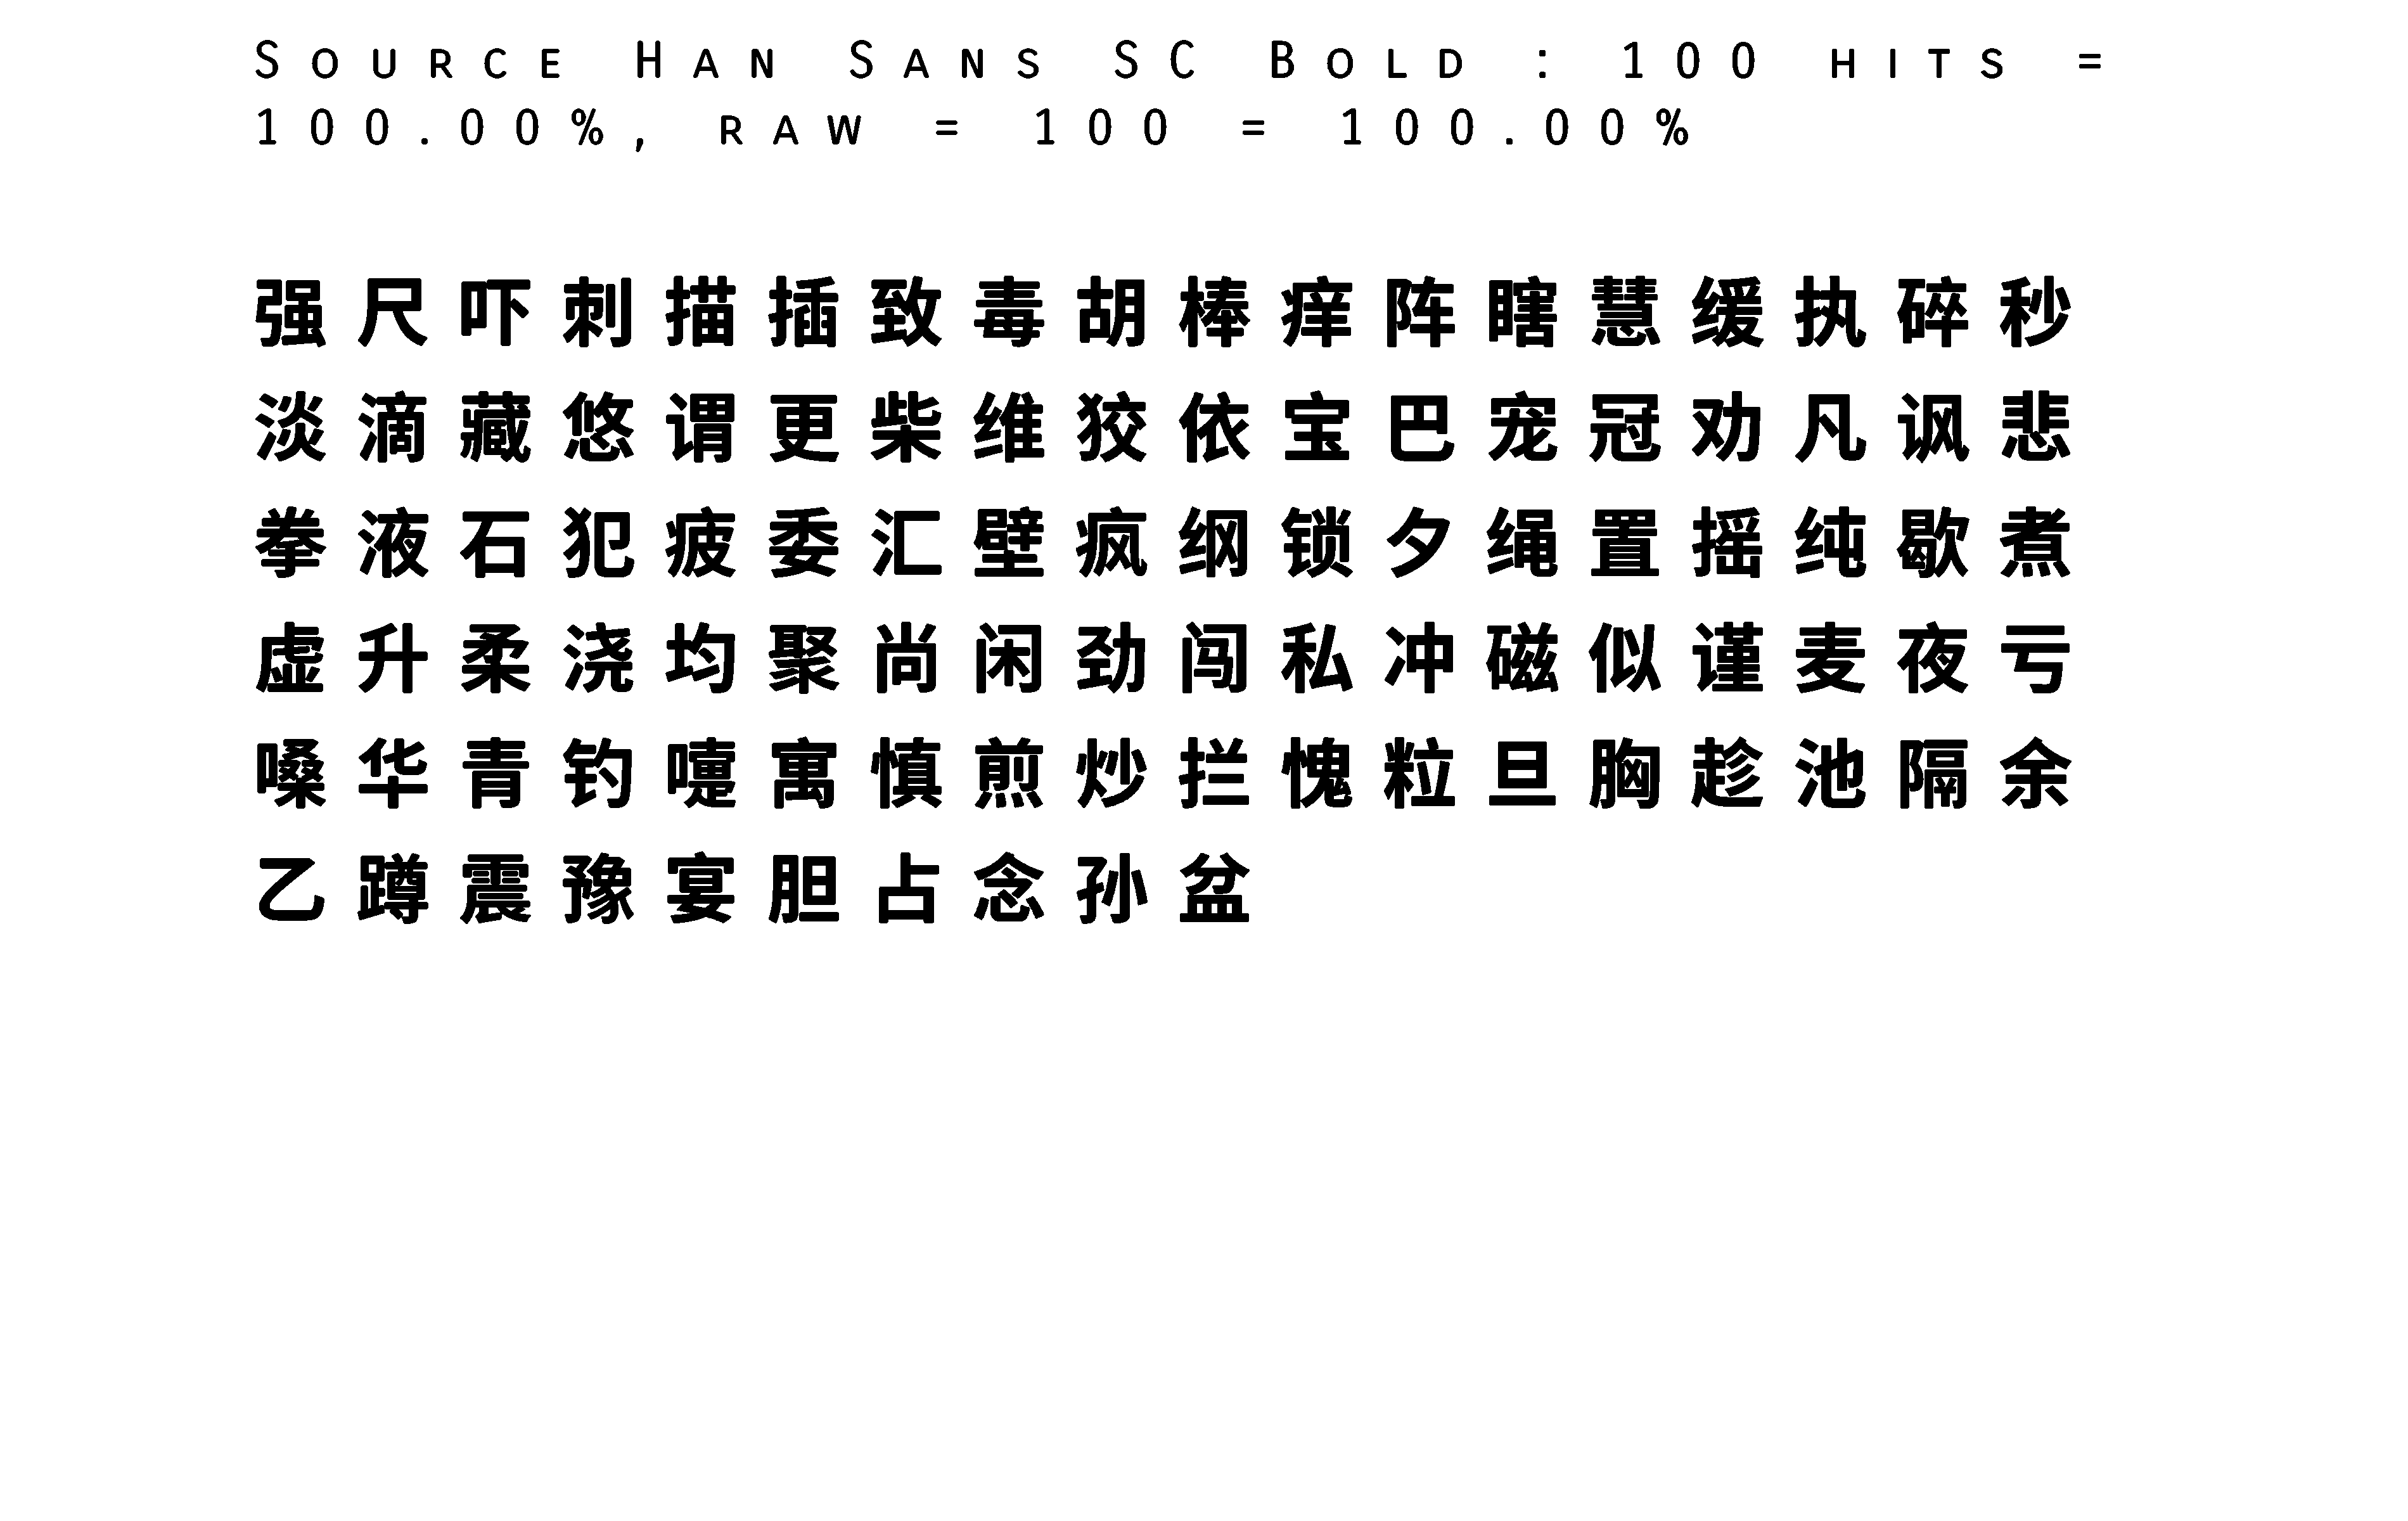 Source Han Sans SC Bold : 100 hits =
100.00%, raw = 100 = 100.00%
强尺吓刺描插致毒胡棒痒阵瞎慧缓执碎秒
淡滴藏悠谓更柴维狡依宝巴宠冠劝凡讽悲
拳液石犯疲委汇壁疯纲锁夕绳置摇纯歇煮
虚升柔浇均聚尚闲劲闯私冲磁似谨麦夜亏
嗓华青钓嚏寓慎煎炒拦愧粒旦胸趁池隔余
乙蹲震豫宴胆占念孙盆